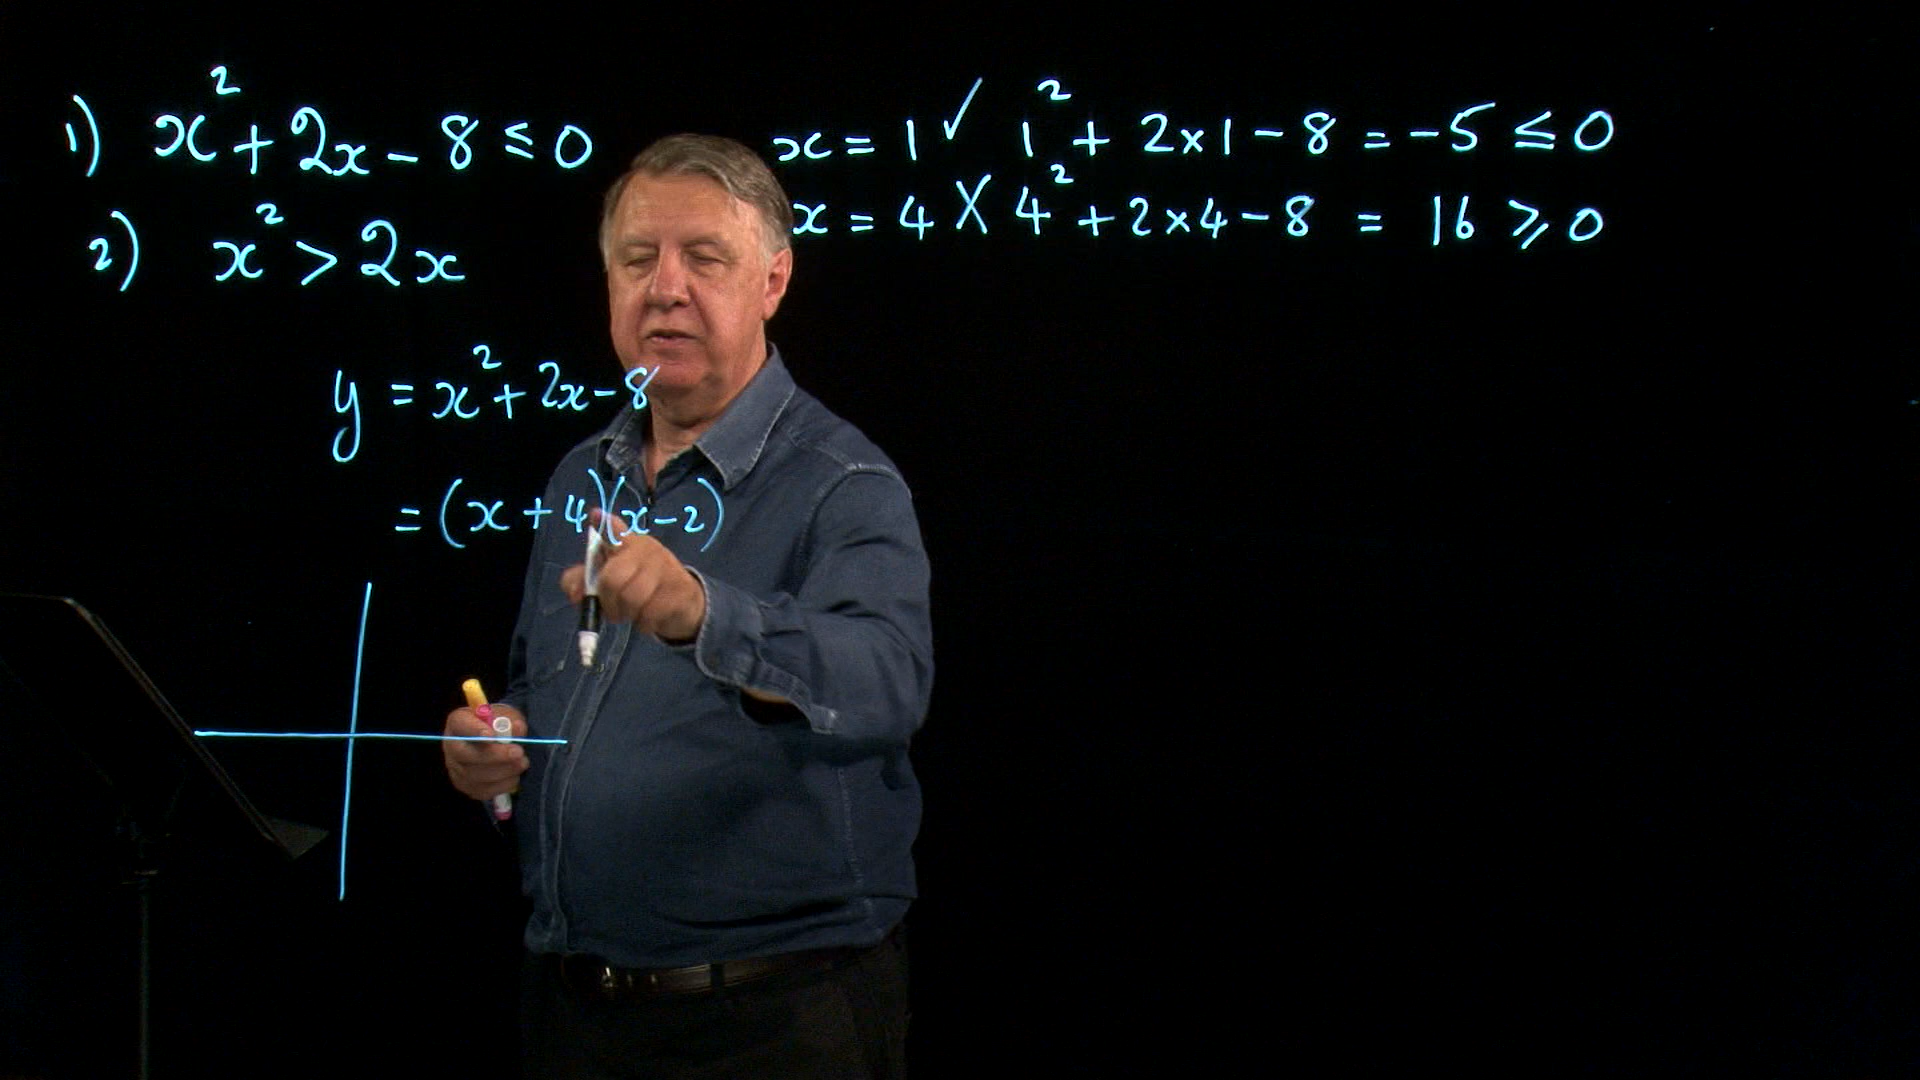 1) x² + 2x - 8 ≤ 0
2) x² > 2x
x = 1 ✓ 1² + 2×1 - 8 = -5 ≤ 0
x = 4 X 4² + 2×4 - 8 = 16 ⩾ 0
y = x² + 2x - 8
= (x + 4)(x - 2)